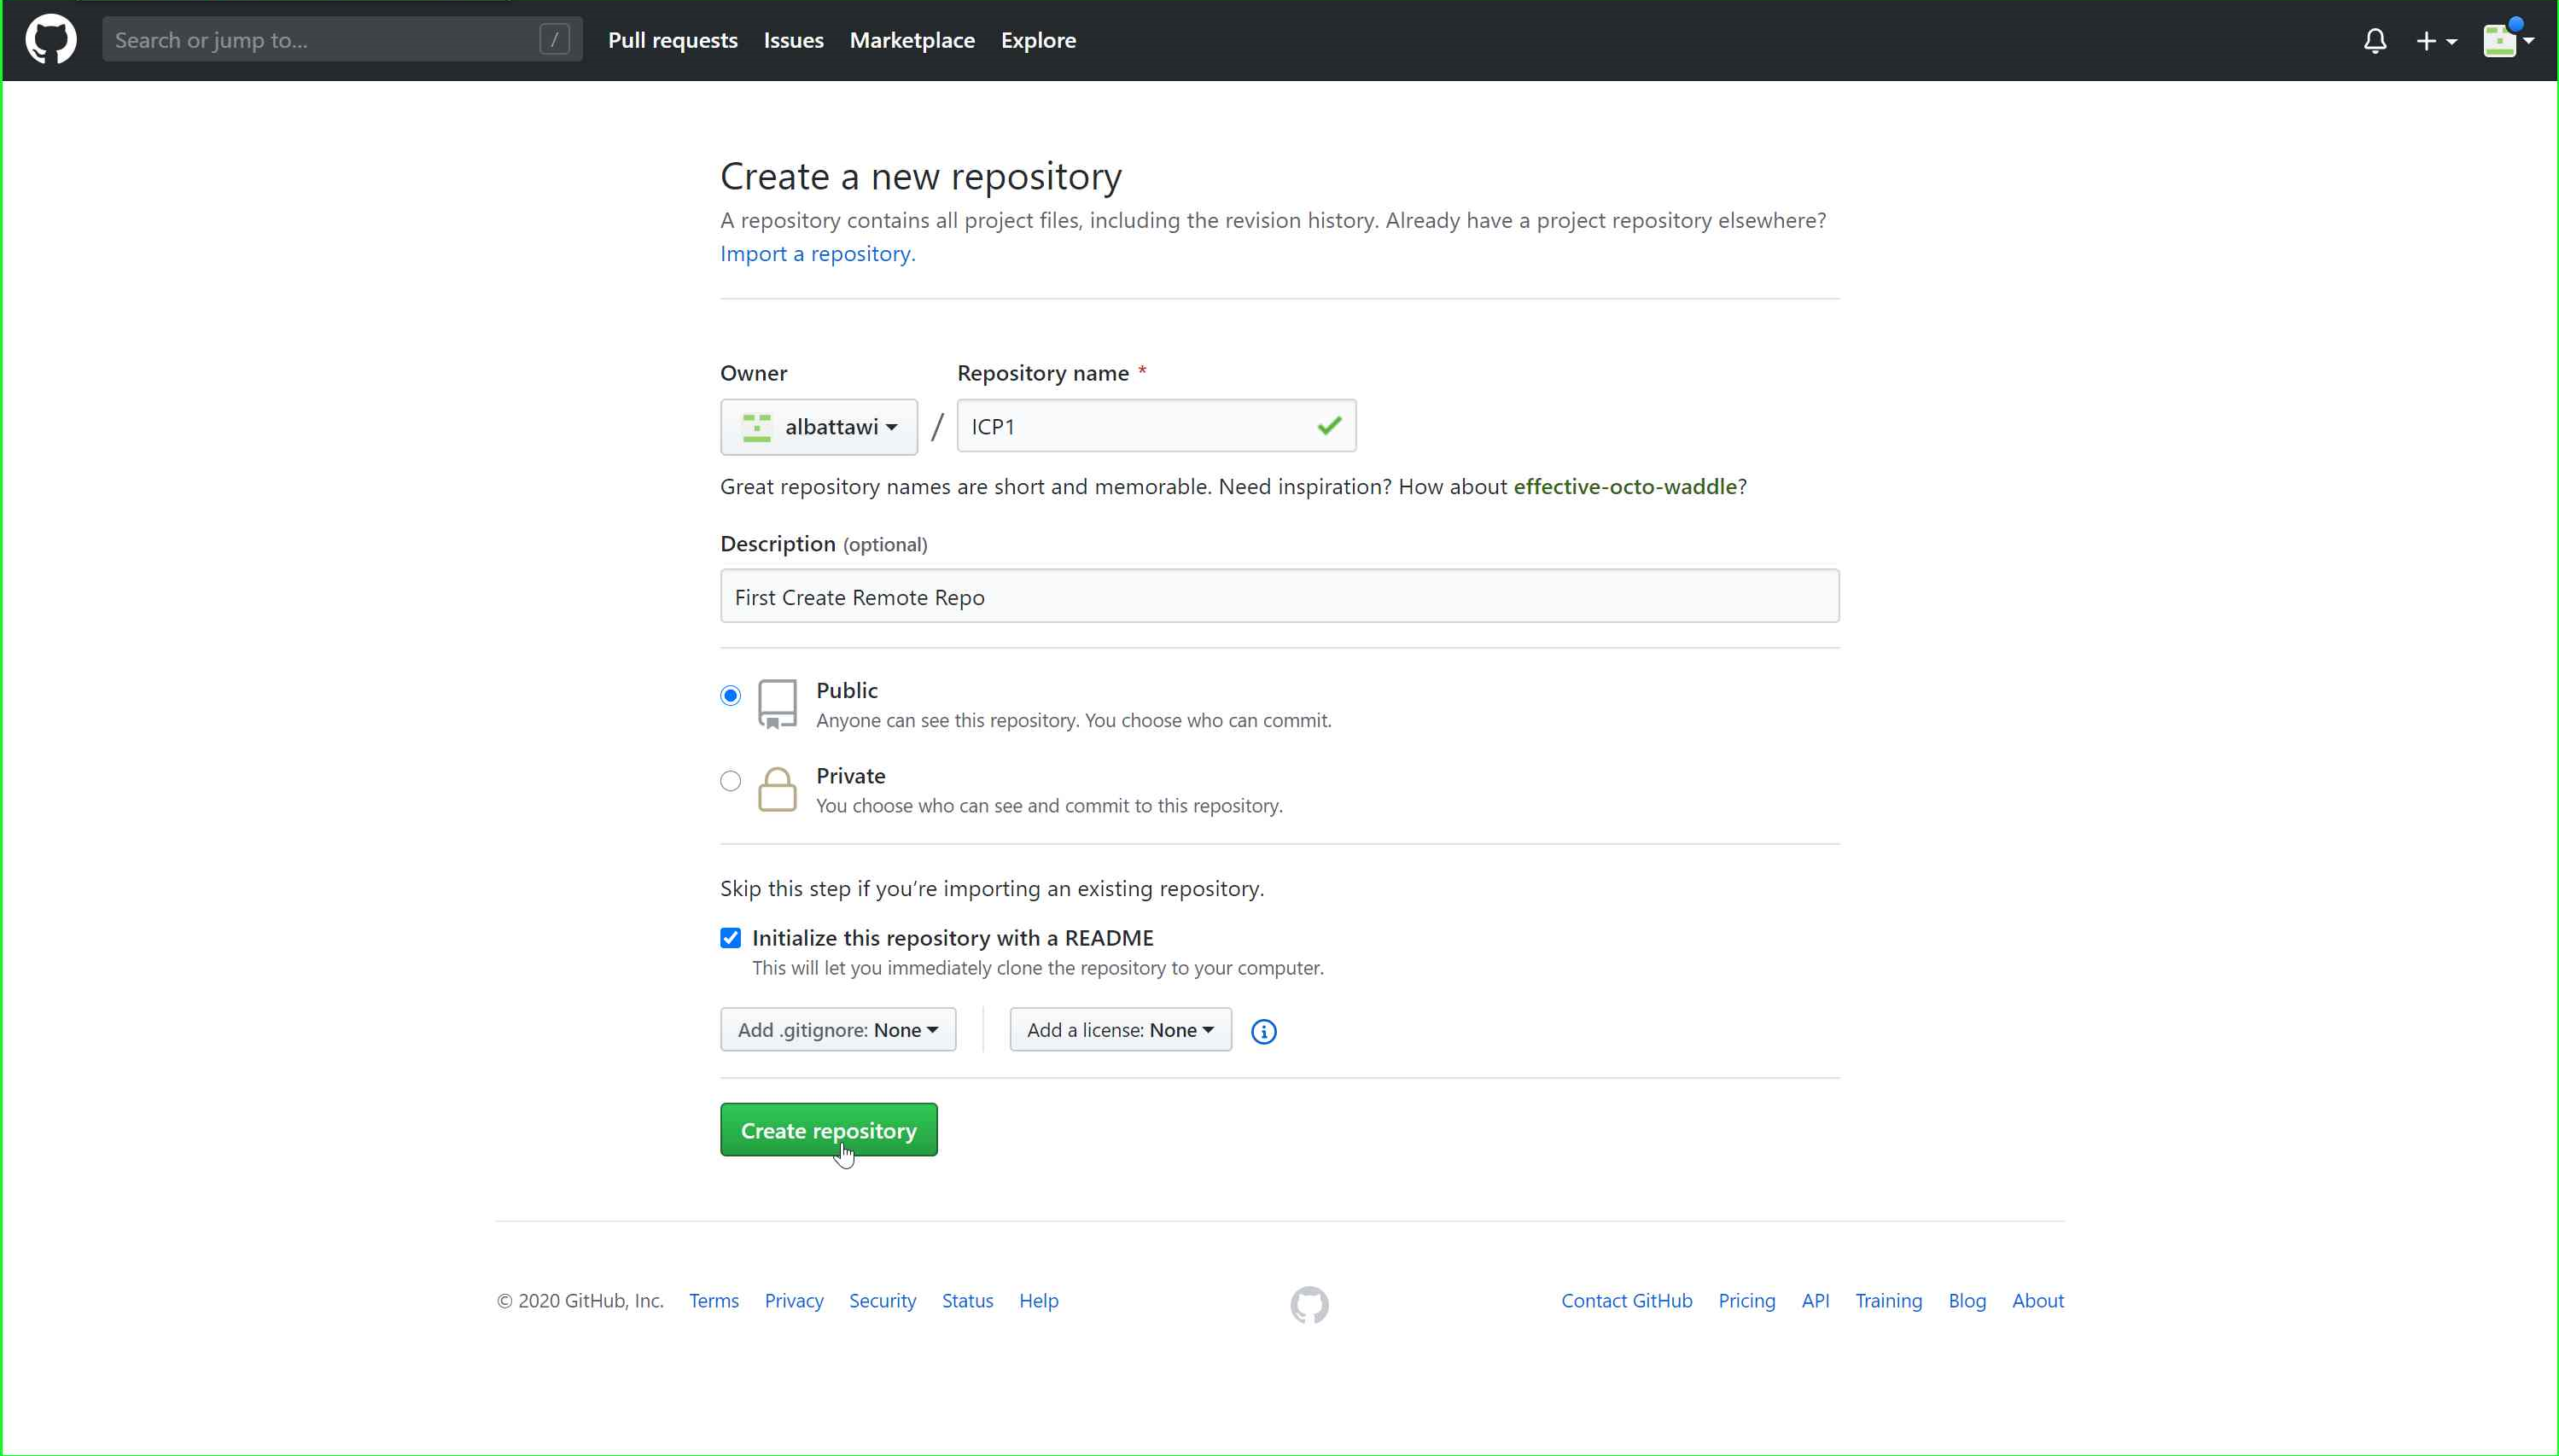 Search or jump to... /
Pull requests Issues Marketplace Explore
Create a new repository
A repository contains all project files, including the revision history. Already have a project repository elsewhere?
Import a repository.
Owner Repository name *
albattawi / ICP1
Great repository names are short and memorable. Need inspiration? How about effective-octo-waddle?
Description (optional)
First Create Remote Repo
Public
Anyone can see this repository. You choose who can commit.
Private
You choose who can see and commit to this repository.
Skip this step if you’re importing an existing repository.
Initialize this repository with a README
This will let you immediately clone the repository to your computer.
Add .gitignore: None Add a license: None
Create repository
© 2020 GitHub, Inc. Terms Privacy Security Status Help Contact GitHub Pricing API Training Blog About